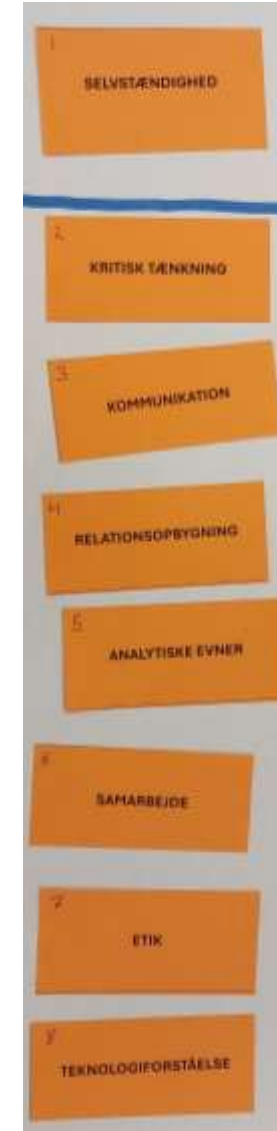 1
SELVSTÆNDIGHED
2
KRITISK TÆNKNING
3
KOMMUNIKATION
4
RELATIONSOPBYGNING
5
ANALYTISKE EVNER
6
SAMARBEJDE
7
ETIK
8
TEKNOLOGIFORSTÅELSE